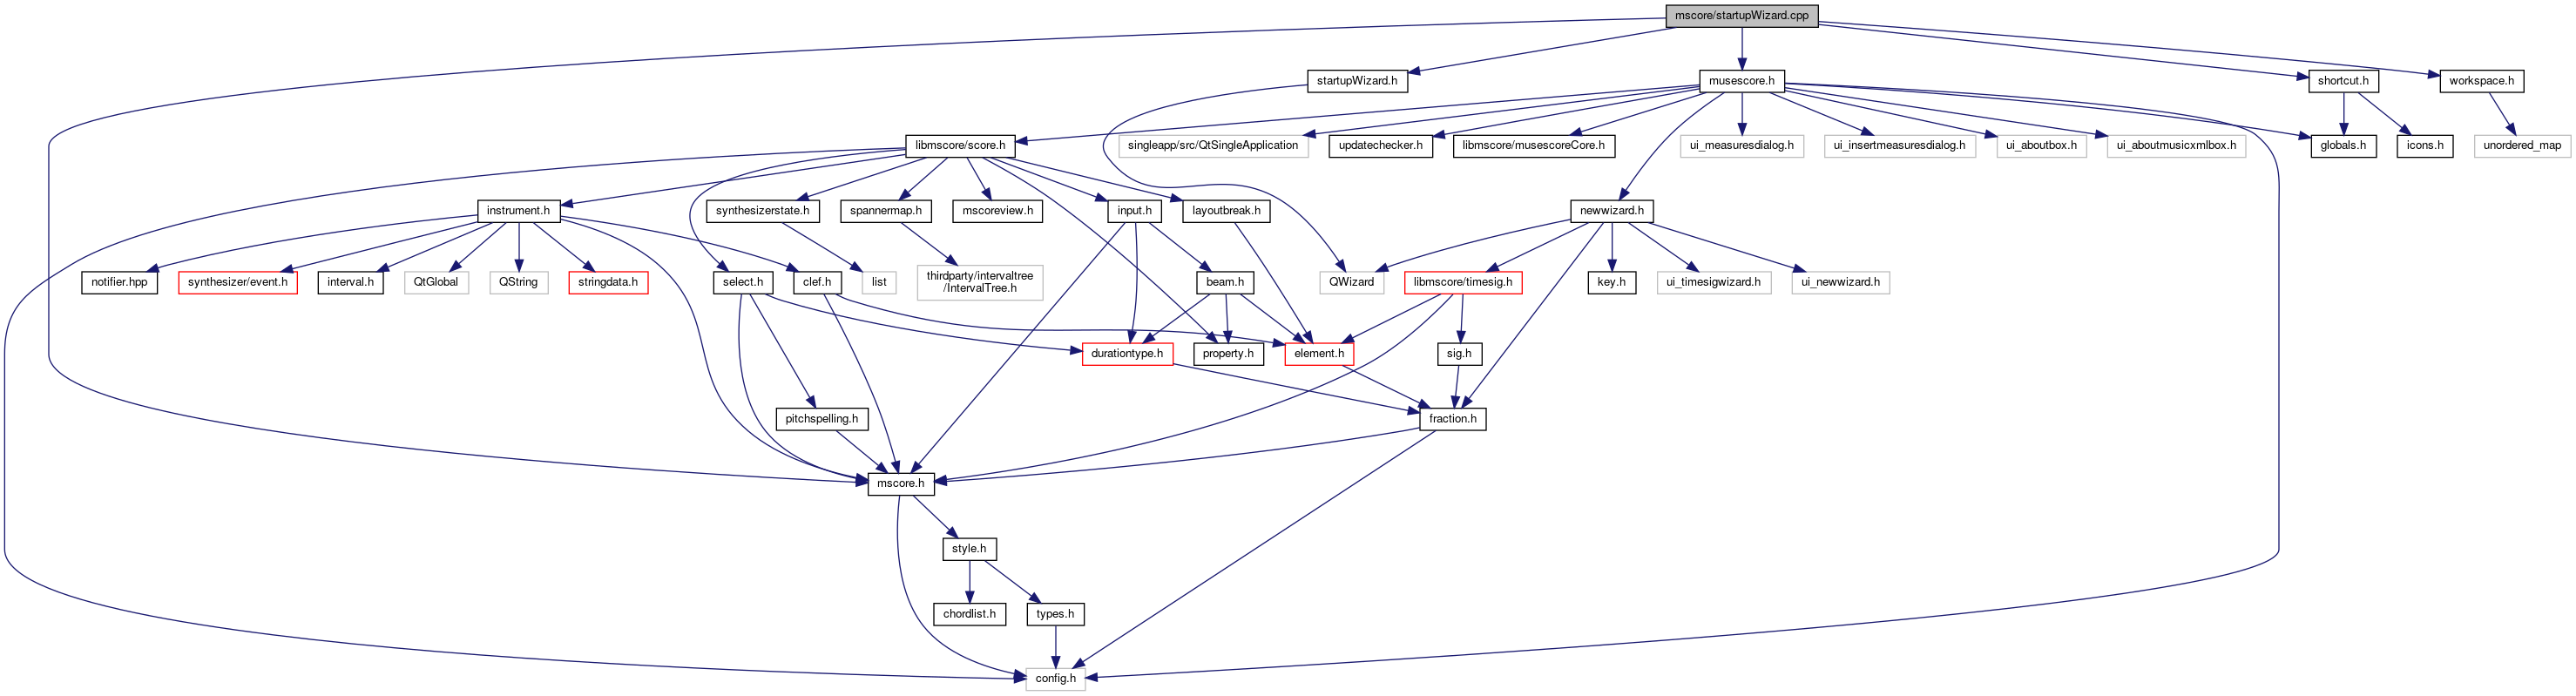 mscore/startupWizard.cpp
startupWizard.h
musescore.h
shortcut.h
workspace.h
libmscore/score.h
singleapp/src/QtSingleApplication
updatechecker.h
libmscore/musescoreCore.h
ui_measuresdialog.h
ui_insertmeasuresdialog.h
ui_aboutbox.h
ui_aboutmusicxmlbox.h
globals.h
icons.h
unordered_map
instrument.h
synthesizerstate.h
spannermap.h
mscoreview.h
input.h
layoutbreak.h
newwizard.h
notifier.hpp
synthesizer/event.h
interval.h
QtGlobal
QString
stringdata.h
select.h
clef.h
list
thirdparty/intervaltree
/IntervalTree.h
beam.h
QWizard
libmscore/timesig.h
key.h
ui_timesigwizard.h
ui_newwizard.h
durationtype.h
property.h
element.h
sig.h
pitchspelling.h
fraction.h
mscore.h
style.h
chordlist.h
types.h
config.h